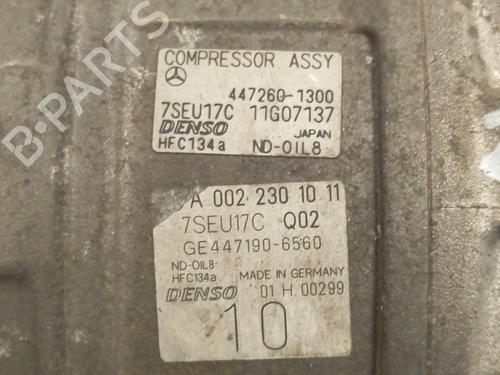 B-PARTS
COMPRESSOR ASSY
447260-1300
7SEU17C 11G07137
DENSO JAPAN
HFC134a ND-OIL8
A 002 230 10 11
7SEU17C Q02
GE447190-6560
ND-OIL8
HFC134a MADE IN GERMANY
DENSO 01 H 00299
10